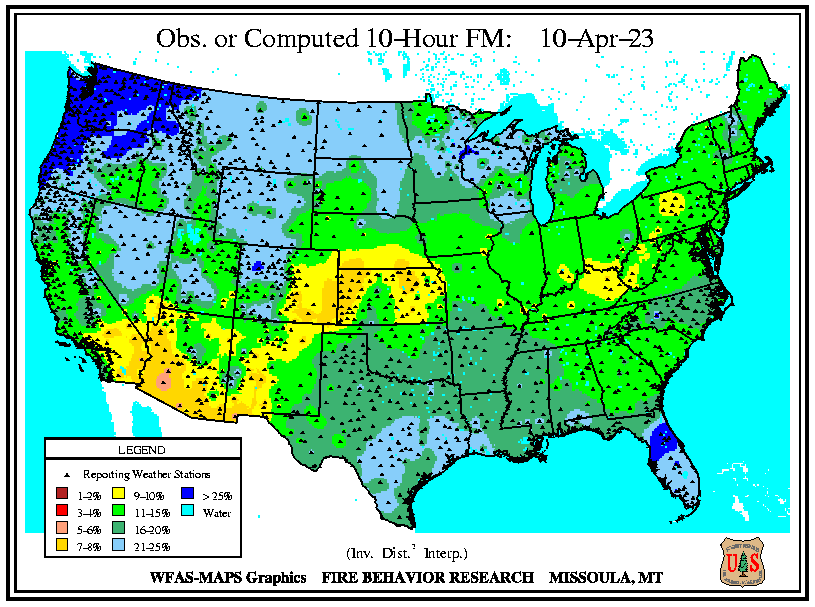 Obs. or Computed 10-Hour FM: 10-Apr-23
LEGEND
Reporting Weather Stations
1-2% 9-10% > 25%
3-4% 11-15% Water
5-6% 16-20%
7-8% 21-25%
(Inv. Dist.² Interp.)
WFAS-MAPS Graphics FIRE BEHAVIOR RESEARCH MISSOULA, MT
U S